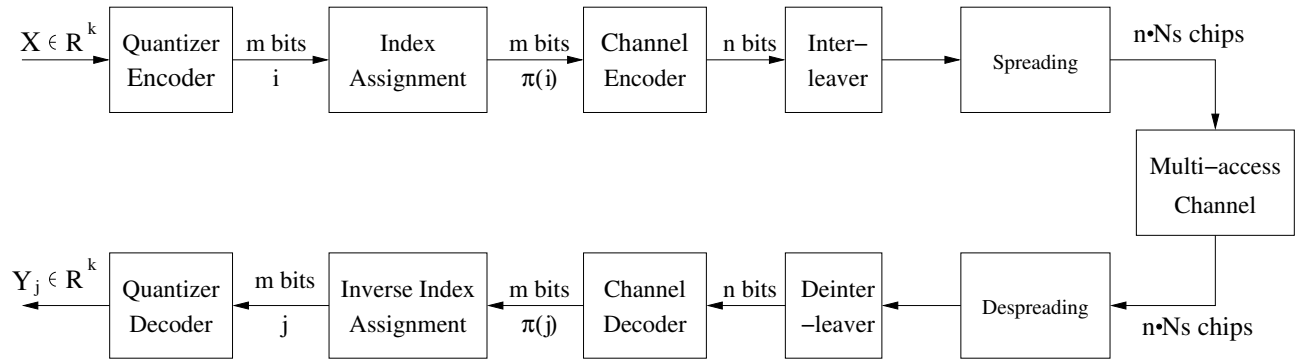 X ∈ R^k
Quantizer
Encoder
m bits
i
Index
Assignment
m bits
π(i)
Channel
Encoder
n bits
Inter−
leaver
Spreading
n•Ns chips
Multi−access
Channel
Y_j ∈ R^k
Quantizer
Decoder
m bits
j
Inverse Index
Assignment
m bits
π(j)
Channel
Decoder
n bits
Deinter
−leaver
Despreading
n•Ns chips